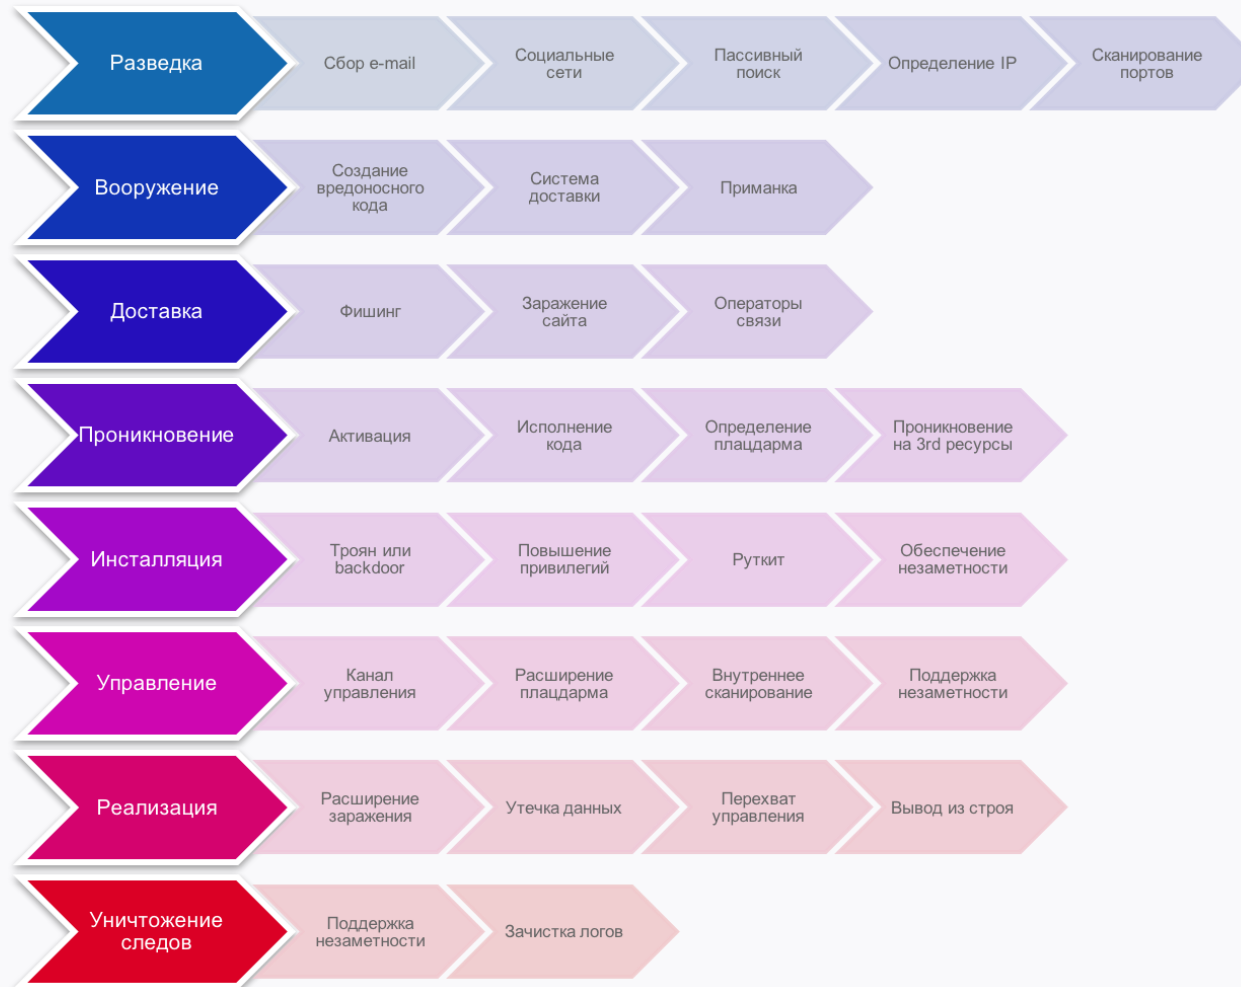 Разведка
Сбор e-mail
Социальные
сети
Пассивный
поиск
Определение IP
Сканирование
портов
Вооружение
Создание
вредоносного
кода
Система
доставки
Приманка
Доставка
Фишинг
Заражение
сайта
Операторы
связи
Проникновение
Активация
Исполнение
кода
Определение
плацдарма
Проникновение
на 3rd ресурсы
Инсталляция
Троян или
backdoor
Повышение
привилегий
Руткит
Обеспечение
незаметности
Управление
Канал
управления
Расширение
плацдарма
Внутреннее
сканирование
Поддержка
незаметности
Реализация
Расширение
заражения
Утечка данных
Перехват
управления
Вывод из строя
Уничтожение
следов
Поддержка
незаметности
Зачистка логов